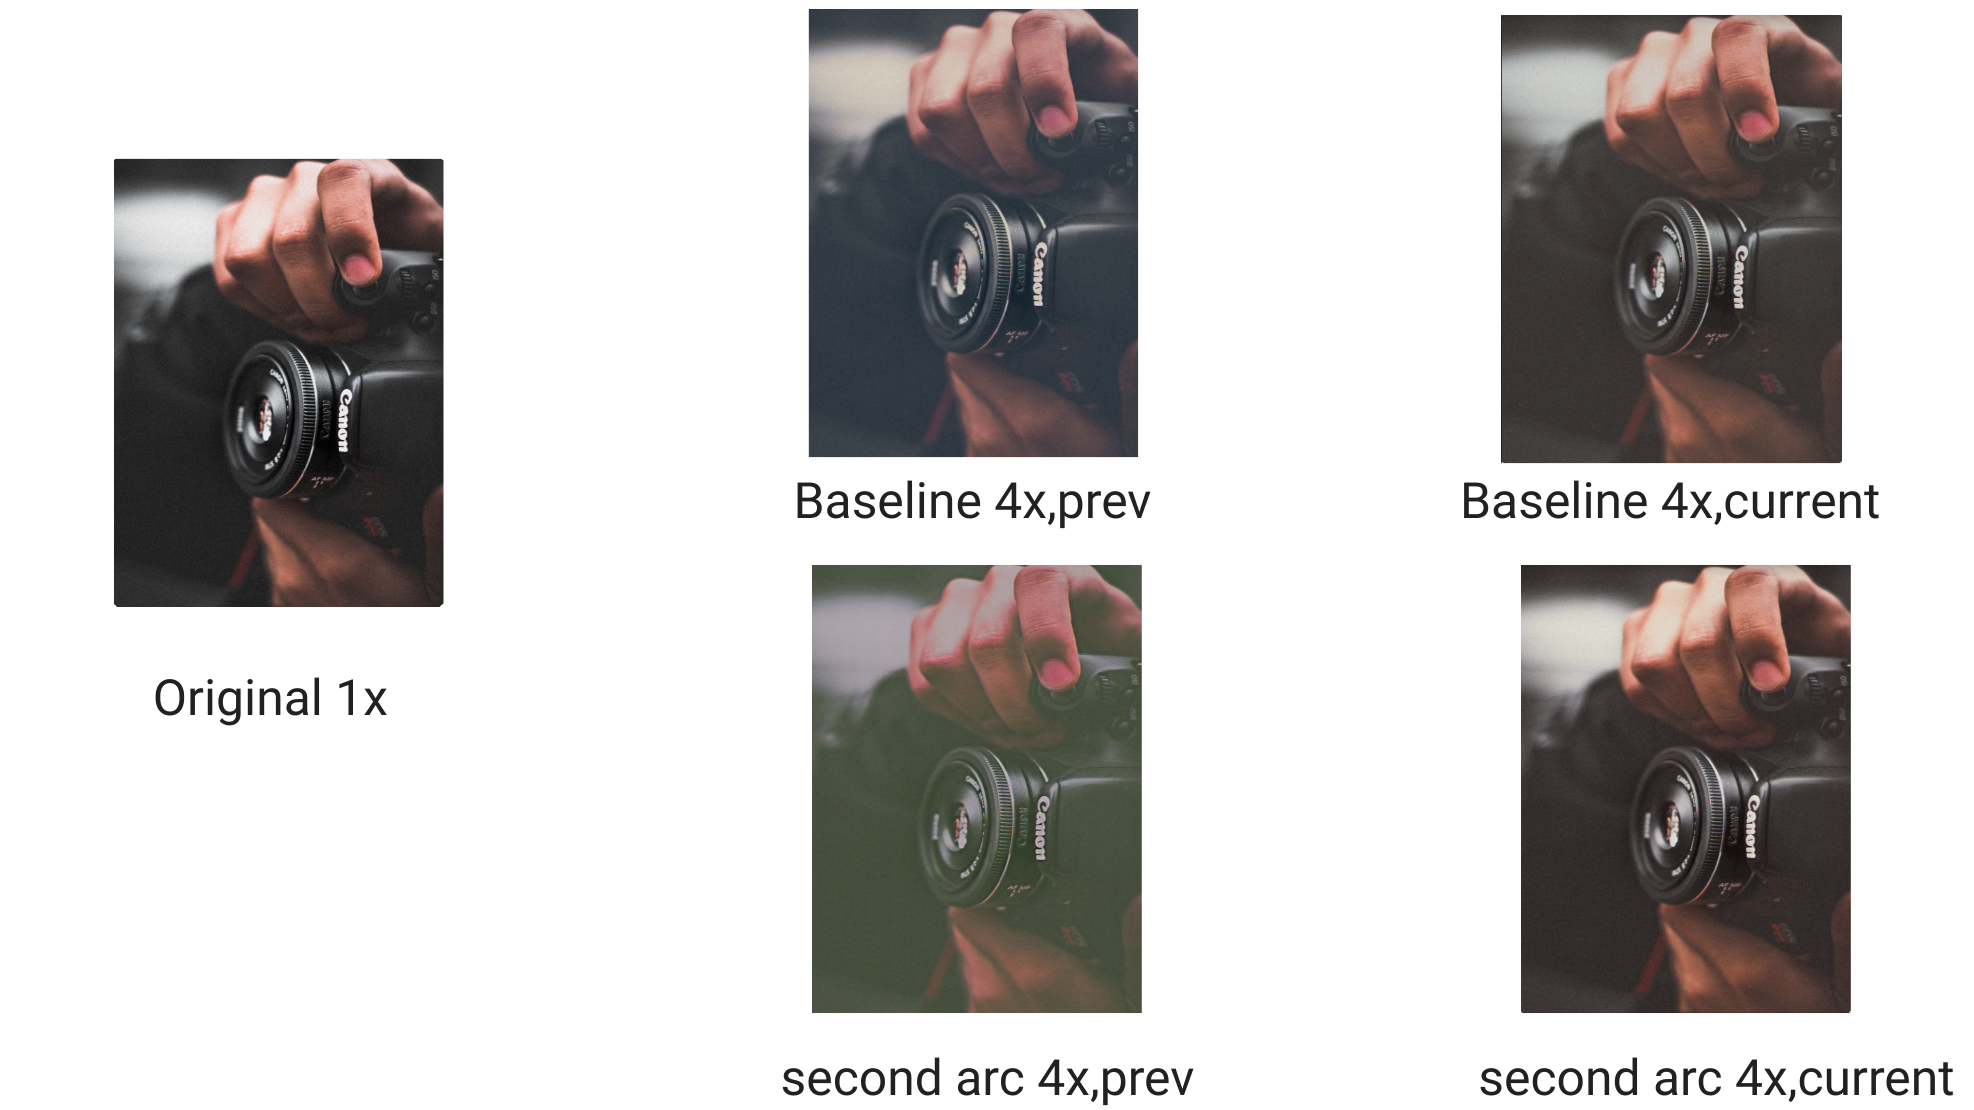 Canon
Canon
Canon
Canon
Canon
Original 1x
Baseline 4x,prev
Baseline 4x,current
second arc 4x,prev
second arc 4x,current